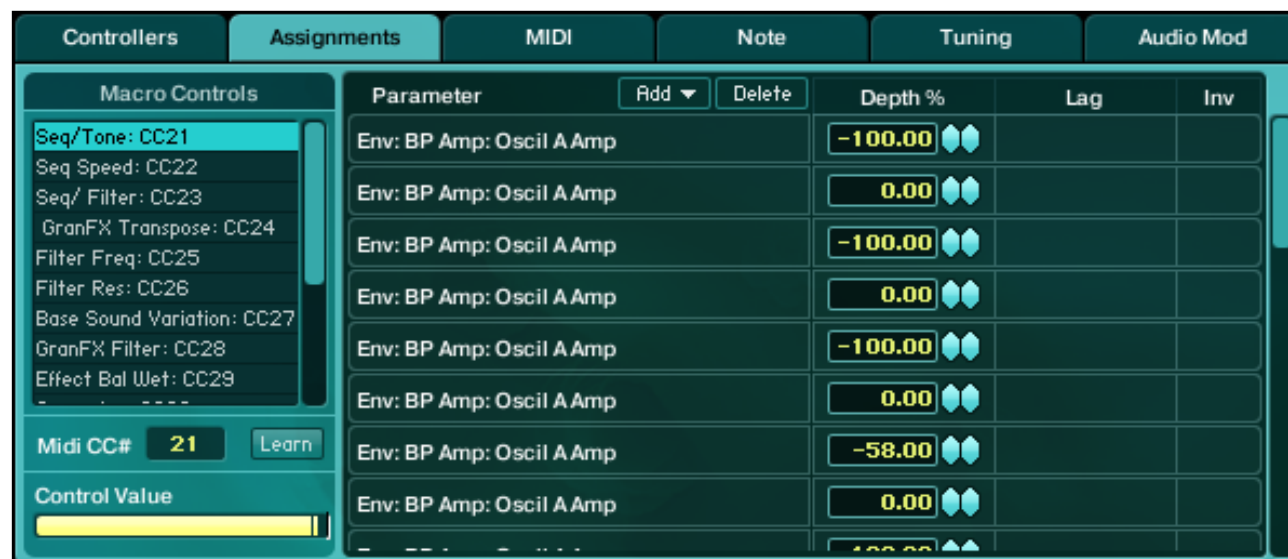 Controllers Assignments MIDI Note Tuning Audio Mod
Macro Controls
Seq/Tone: CC21
Seq Speed: CC22
Seq/ Filter: CC23
GranFX Transpose: CC24
Filter Freq: CC25
Filter Res: CC26
Base Sound Variation: CC27
GranFX Filter: CC28
Effect Bal Wet: CC29
Midi CC# 21 Learn
Control Value
Parameter Add Delete Depth % Lag Inv
Env: BP Amp: Oscil A Amp -100.00
Env: BP Amp: Oscil A Amp 0.00
Env: BP Amp: Oscil A Amp -100.00
Env: BP Amp: Oscil A Amp 0.00
Env: BP Amp: Oscil A Amp -100.00
Env: BP Amp: Oscil A Amp 0.00
Env: BP Amp: Oscil A Amp -58.00
Env: BP Amp: Oscil A Amp 0.00